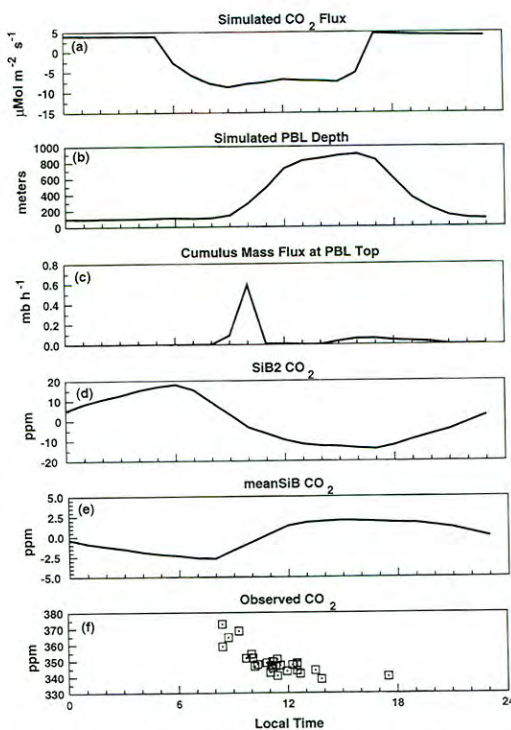 Simulated CO2 Flux
(a)
μMol m-2 s-1
5
0
-5
-10
-15
Simulated PBL Depth
(b)
meters
1000
800
600
400
200
0
Cumulus Mass Flux at PBL Top
(c)
mb h-1
0.8
0.6
0.4
0.2
0.0
SiB2 CO2
(d)
ppm
20
10
0
-10
-20
meanSiB CO2
(e)
ppm
5.0
2.5
0.0
-2.5
-5.0
Observed CO2
(f)
ppm
380
370
360
350
340
330
0 6 12 18 24
Local Time